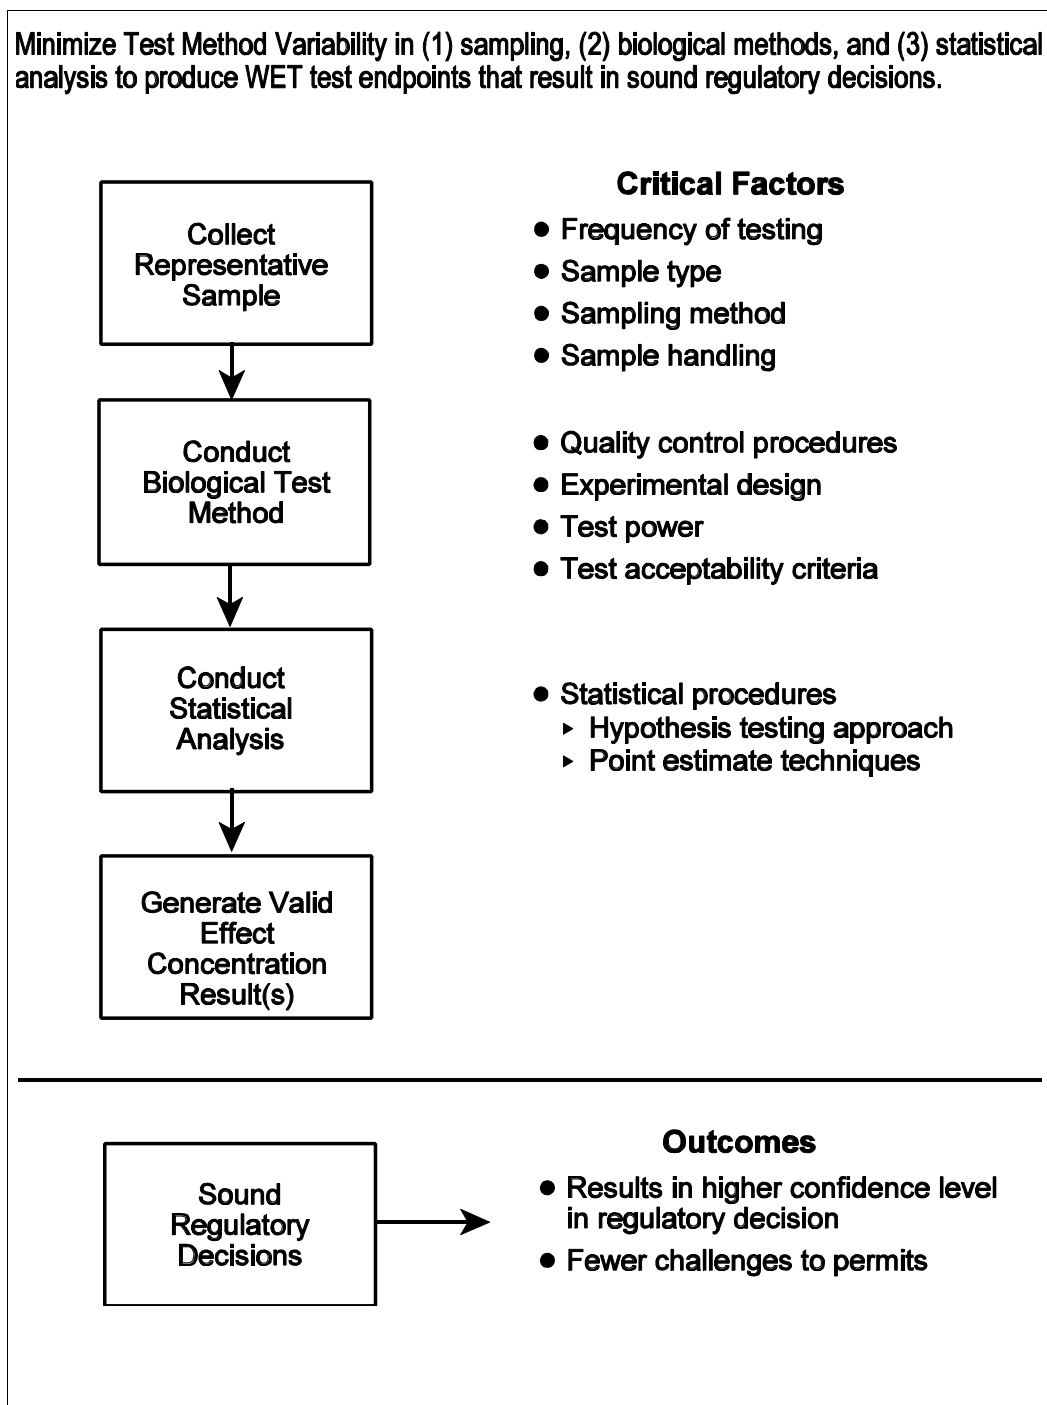 Minimize Test Method Variability in (1) sampling, (2) biological methods, and (3) statistical
analysis to produce WET test endpoints that result in sound regulatory decisions.
Collect
Representative
Sample
Critical Factors
● Frequency of testing
● Sample type
● Sampling method
● Sample handling
Conduct
Biological Test
Method
● Quality control procedures
● Experimental design
● Test power
● Test acceptability criteria
Conduct
Statistical
Analysis
● Statistical procedures
▸ Hypothesis testing approach
▸ Point estimate techniques
Generate Valid
Effect
Concentration
Result(s)
Sound
Regulatory
Decisions
Outcomes
● Results in higher confidence level
in regulatory decision
● Fewer challenges to permits